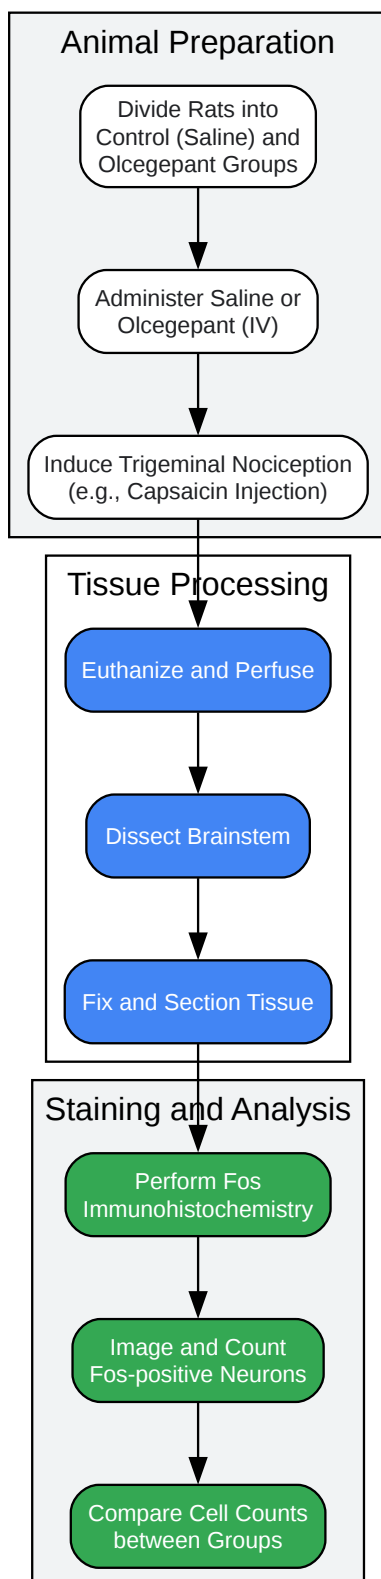 Animal Preparation
Divide Rats into
Control (Saline) and
Olcegepant Groups
Administer Saline or
Olcegepant (IV)
Induce Trigeminal Nociception
(e.g., Capsaicin Injection)
Tissue Processing
Euthanize and Perfuse
Dissect Brainstem
Fix and Section Tissue
Staining and Analysis
Perform Fos
Immunohistochemistry
Image and Count
Fos-positive Neurons
Compare Cell Counts
between Groups